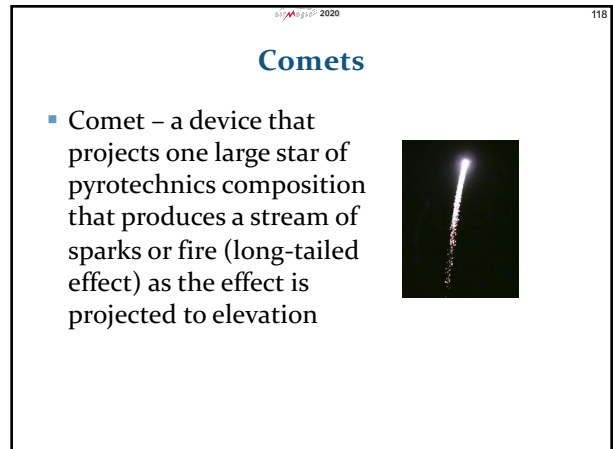 airMagic 2020
118
Comets
▪ Comet – a device that
projects one large star of
pyrotechnics composition
that produces a stream of
sparks or fire (long-tailed
effect) as the effect is
projected to elevation